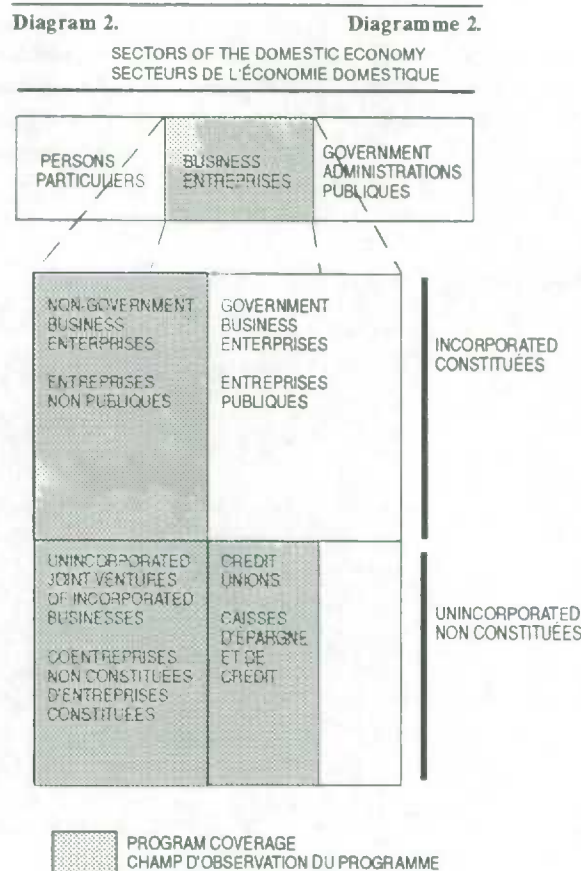 Diagram 2. Diagramme 2.
SECTORS OF THE DOMESTIC ECONOMY
SECTEURS DE L'ÉCONOMIE DOMESTIQUE
PERSONS
PARTICULIERS
BUSINESS
ENTREPRISES
GOVERNMENT
ADMINISTRATIONS
PUBLIQUES
NON-GOVERNMENT
BUSINESS
ENTERPRISES
ENTREPRISES
NON PUBLIQUES
GOVERNMENT
BUSINESS
ENTERPRISES
ENTREPRISES
PUBLIQUES
INCORPORATED
CONSTITUÉES
UNINCORPORATED
JOINT VENTURES
OF INCORPORATED
BUSINESSES
COENTREPRISES
NON CONSTITUÉES
D'ENTREPRISES
CONSTITUÉES
CREDIT
UNIONS
CAISSES
D'ÉPARGNE
ET DE
CRÉDIT
UNINCORPORATED
NON CONSTITUÉES
PROGRAM COVERAGE
CHAMP D'OBSERVATION DU PROGRAMME